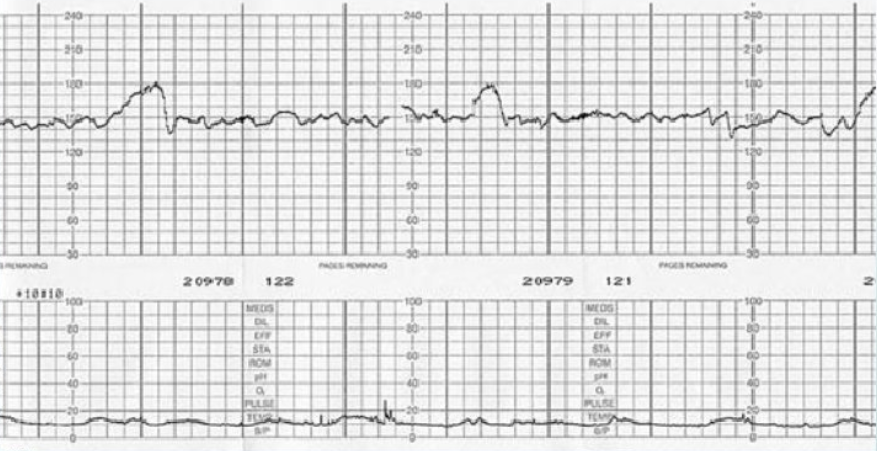 240 240 240
210 210 210
180 180 180
150 150 150
120 120 120
90 90 90
60 60 60
30 30 30
S REMAINING PAGES REMAINING PAGES REMAINING
20978 122 20979 121 2
100 100 100
80 80 80
60 60 60
40 40 40
20 20 20
0 0 0
MEDS
DIL
EFF
STA
ROM
pH
O₂
PULSE
TEMP
B/P
MEDS
DIL
EFF
STA
ROM
pH
O₂
PULSE
TEMP
B/P